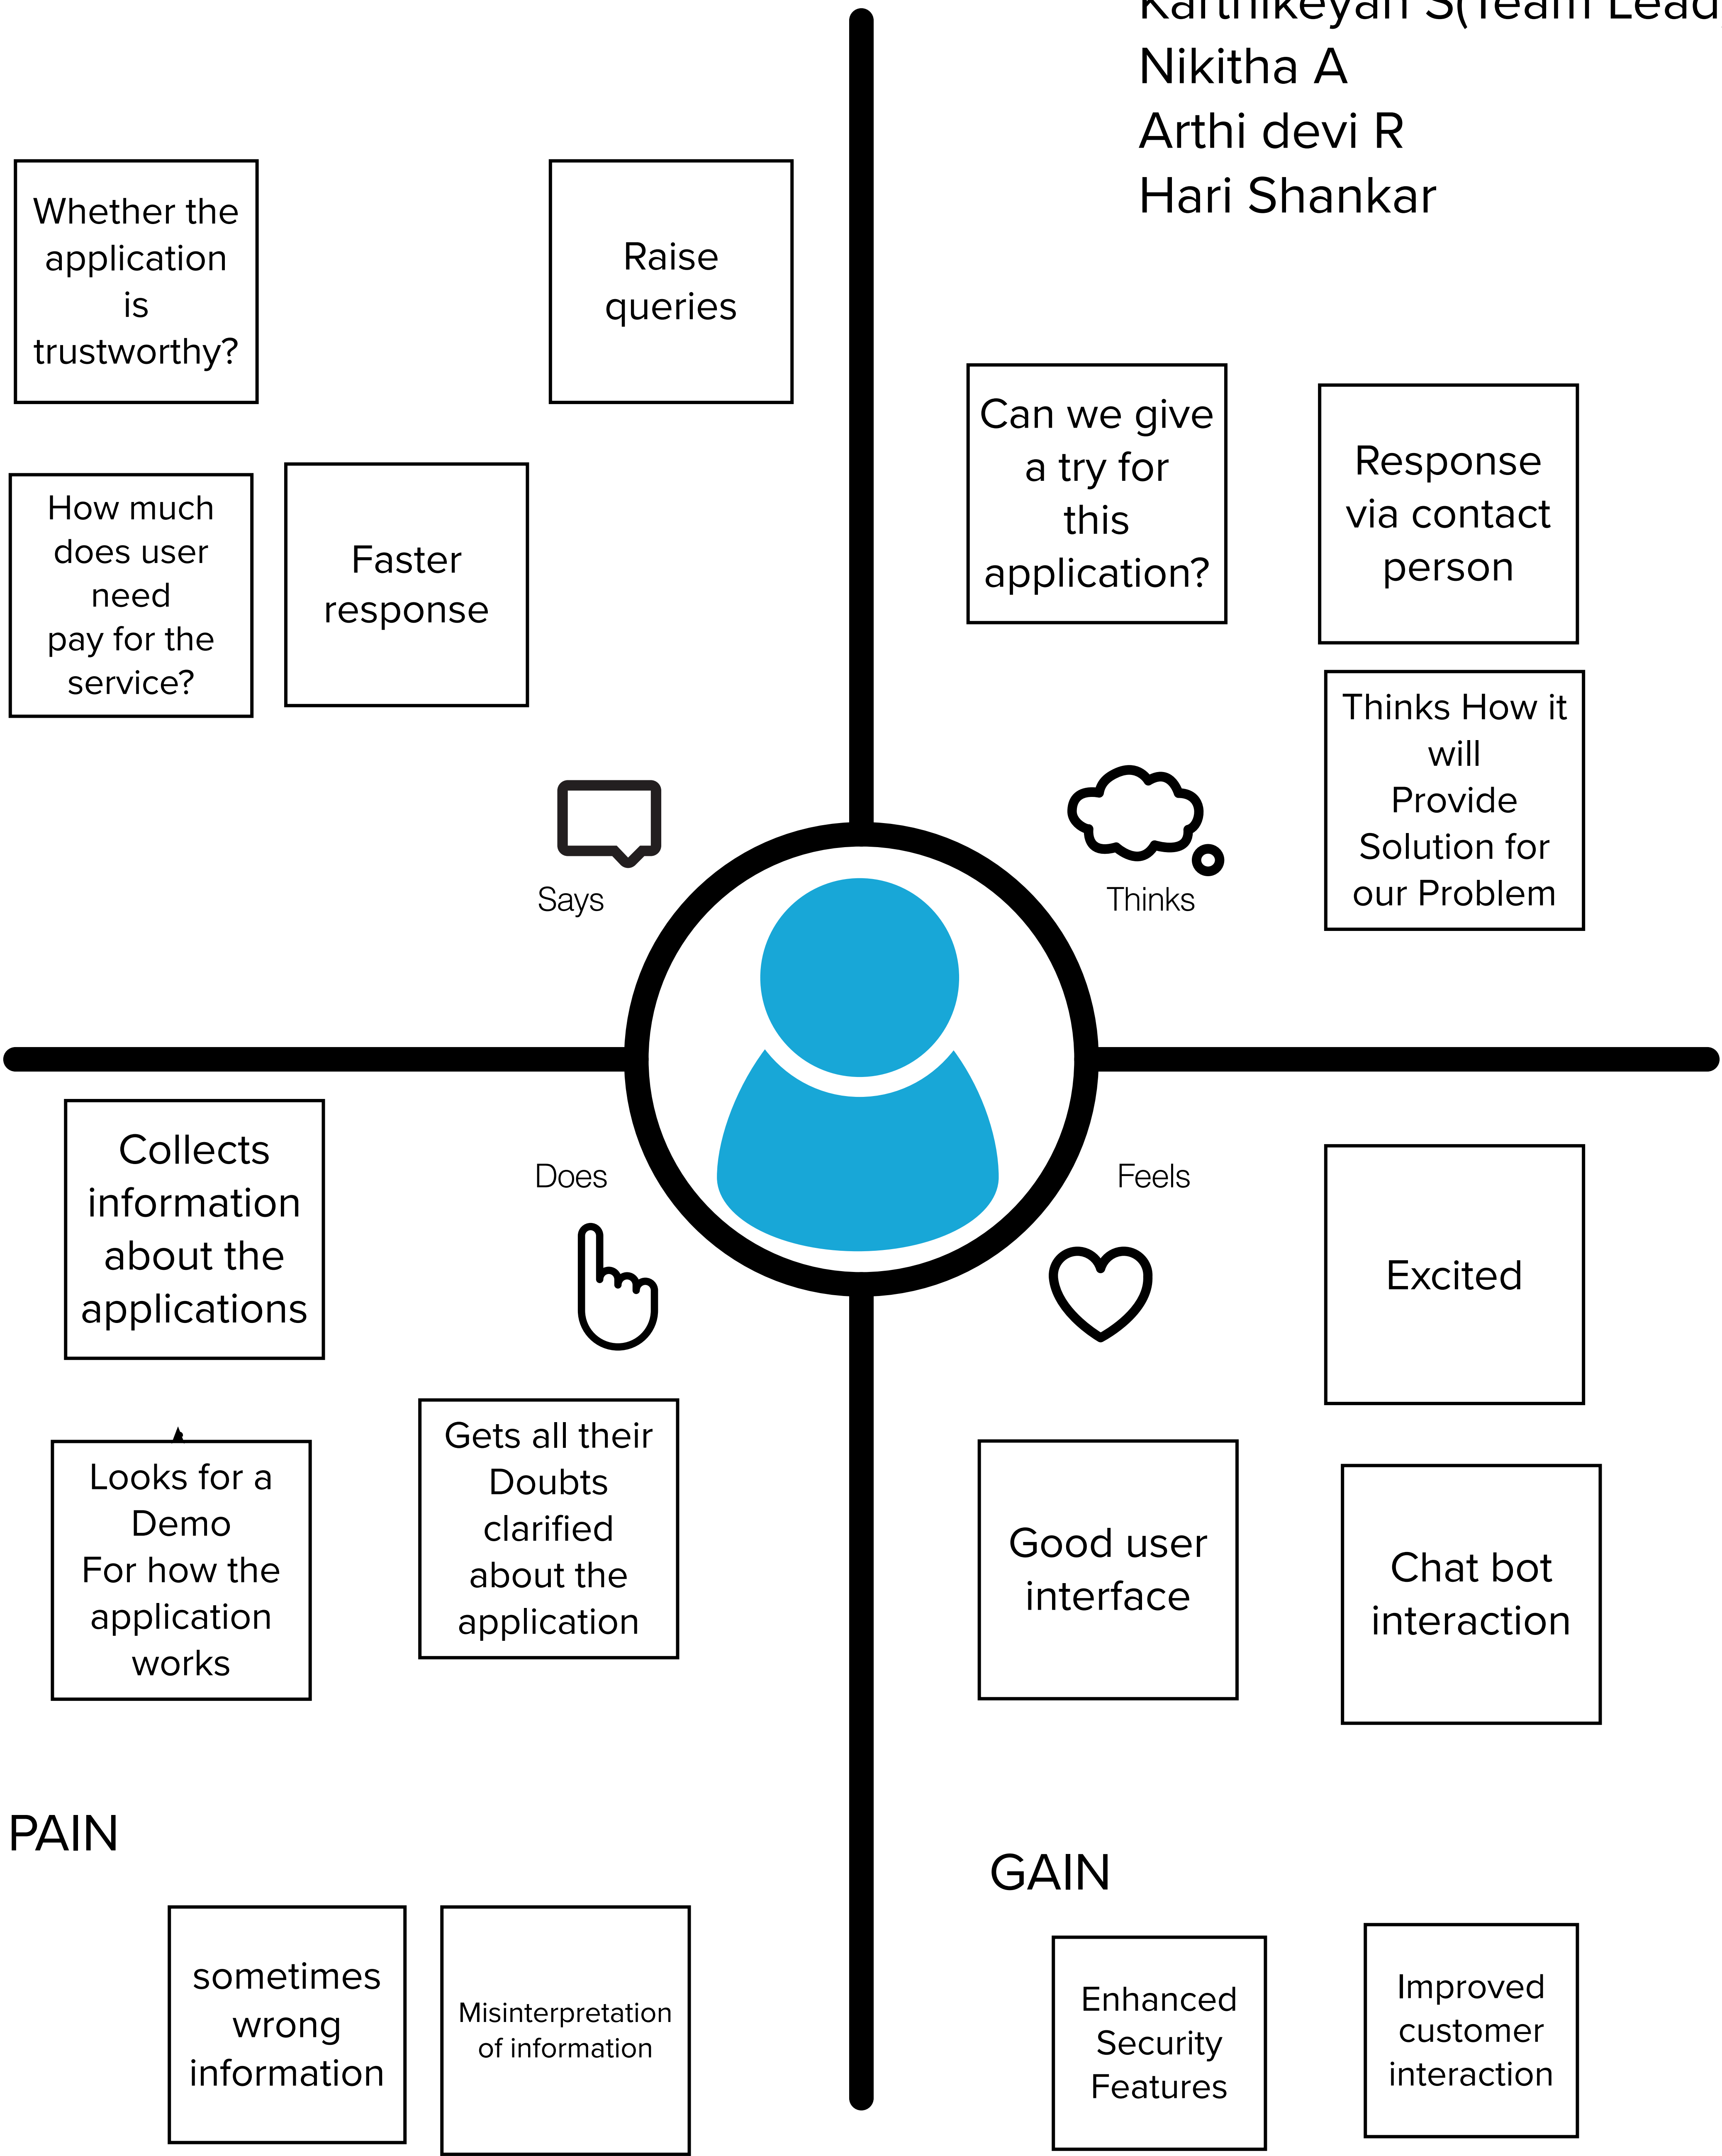 Karthikeyan S(Team Lead
Nikitha A
Arthi devi R
Hari Shankar
Whether the
application
is
trustworthy?
Raise
queries
How much
does user
need
pay for the
service?
Faster
response
Can we give
a try for
this
application?
Response
via contact
person
Thinks How it
will
Provide
Solution for
our Problem
Says
Thinks
Does
Feels
Collects
information
about the
applications
Looks for a
Demo
For how the
application
works
Gets all their
Doubts
clarified
about the
application
Excited
Good user
interface
Chat bot
interaction
PAIN
sometimes
wrong
information
Misinterpretation
of information
GAIN
Enhanced
Security
Features
Improved
customer
interaction